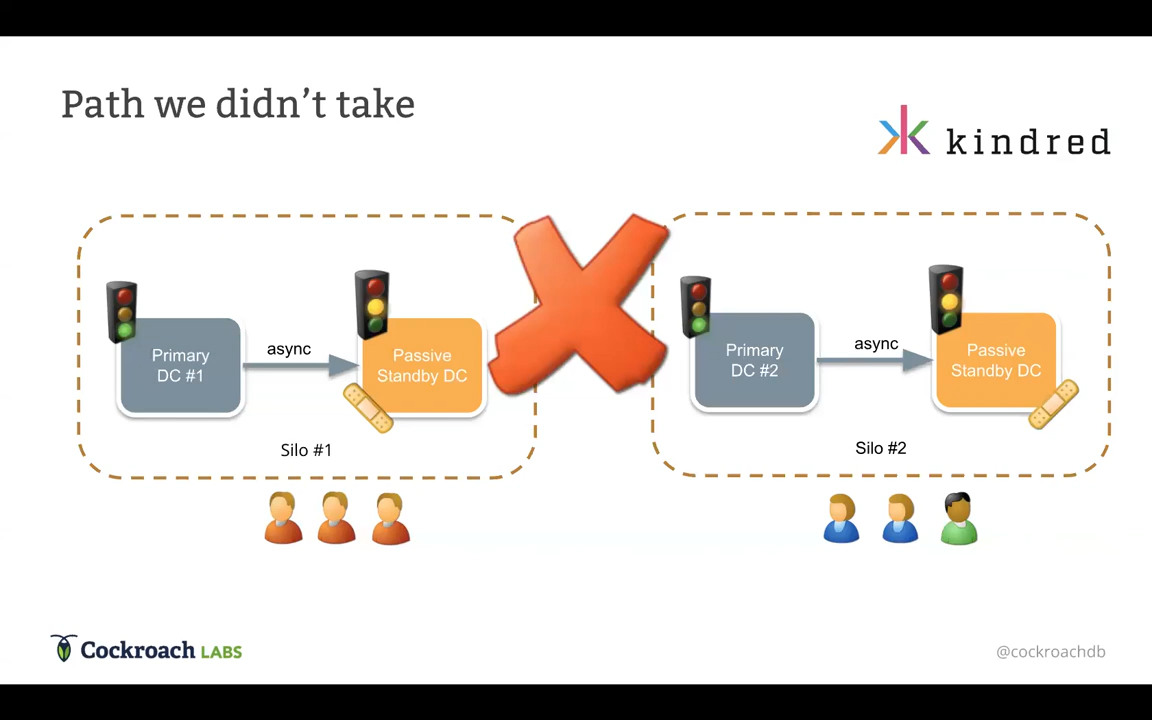 Path we didn't take
kindred
Primary
DC #1
async
Passive
Standby DC
Silo #1
Primary
DC #2
async
Passive
Standby DC
Silo #2
Cockroach LABS
@cockroachdb